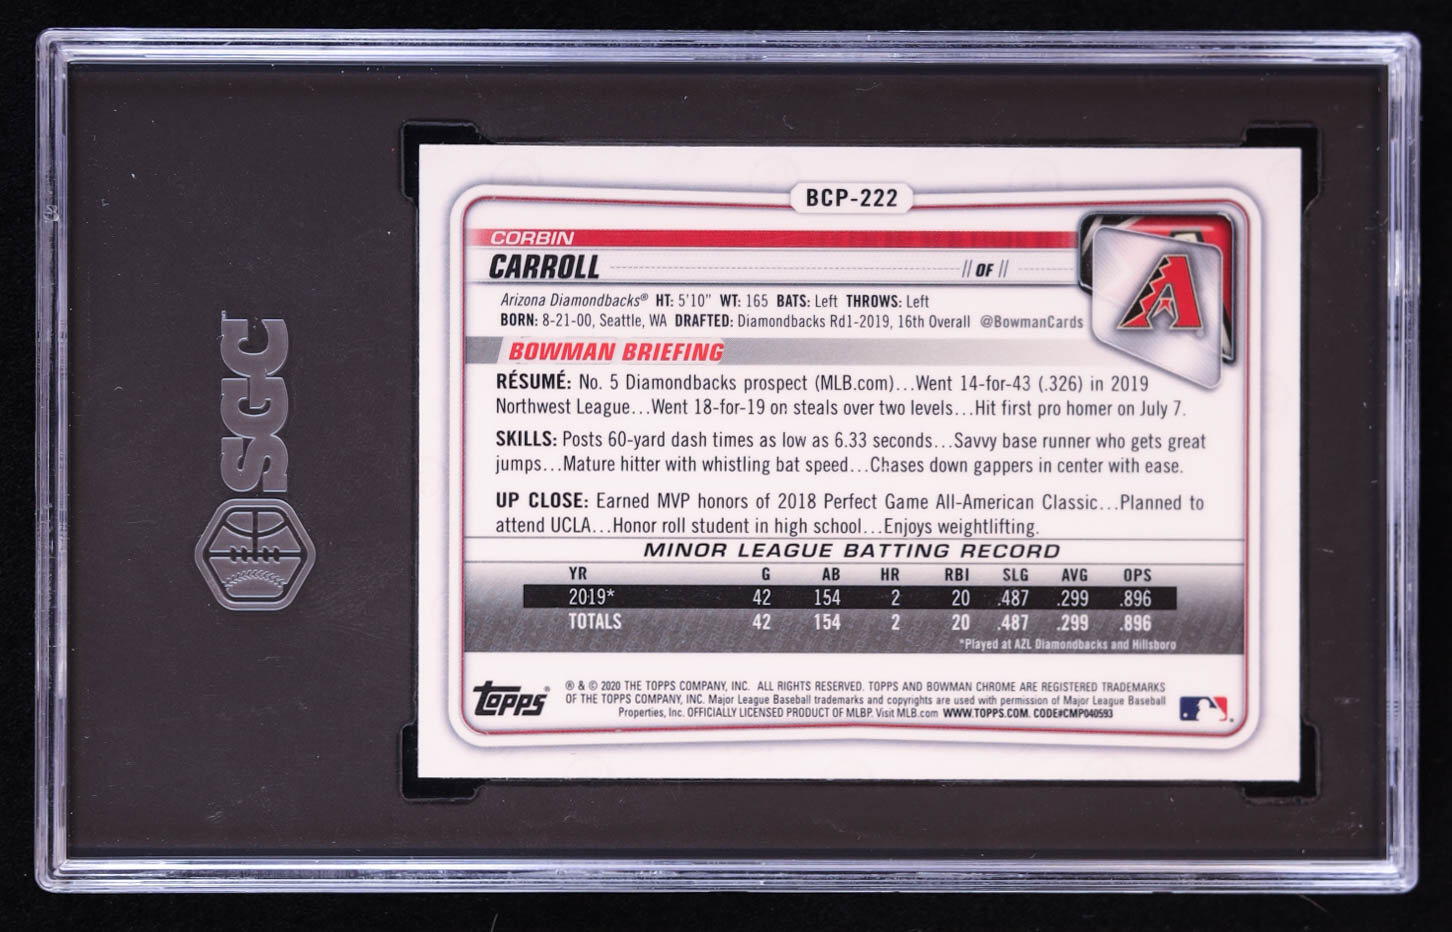 SGC
BCP-222
CORBIN
CARROLL // OF //
Arizona Diamondbacks® HT: 5'10" WT: 165 BATS: Left THROWS: Left
BORN: 8-21-00, Seattle, WA DRAFTED: Diamondbacks Rd1-2019, 16th Overall @BowmanCards
A
BOWMAN BRIEFING
RÉSUMÉ: No. 5 Diamondbacks prospect (MLB.com)...Went 14-for-43 (.326) in 2019
Northwest League...Went 18-for-19 on steals over two levels...Hit first pro homer on July 7.
SKILLS: Posts 60-yard dash times as low as 6.33 seconds...Savvy base runner who gets great
jumps...Mature hitter with whistling bat speed...Chases down gappers in center with ease.
UP CLOSE: Earned MVP honors of 2018 Perfect Game All-American Classic...Planned to
attend UCLA...Honor roll student in high school...Enjoys weightlifting.
MINOR LEAGUE BATTING RECORD
YR G AB HR RBI SLG AVG OPS
2019* 42 154 2 20 .487 .299 .896
TOTALS 42 154 2 20 .487 .299 .896
*Played at AZL Diamondbacks and Hillsboro
Topps®
® & © 2020 THE TOPPS COMPANY, INC. ALL RIGHTS RESERVED. TOPPS AND BOWMAN CHROME ARE REGISTERED TRADEMARKS
OF THE TOPPS COMPANY, INC. Major League Baseball trademarks and copyrights are used with permission of Major League Baseball
Properties, Inc. OFFICIALLY LICENSED PRODUCT OF MLBP. Visit MLB.com WWW.TOPPS.COM. CODE#CMP040593